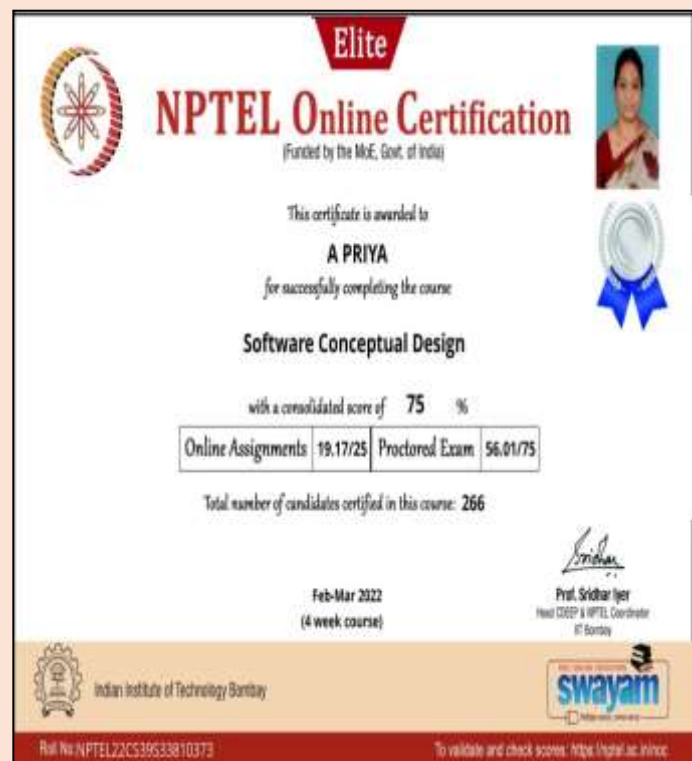 Elite
NPTEL Online Certification
(Funded by the MoE, Govt. of India)
This certificate is awarded to
A PRIYA
for successfully completing the course
Software Conceptual Design
with a consolidated score of 75 %
Online Assignments 19.17/25 Proctored Exam 56.01/75
Total number of candidates certified in this course: 266
Feb-Mar 2022
(4 week course)
Prof. Sridhar Iyer
Head CDEEP & NPTEL Coordinator
IIT Bombay
Indian Institute of Technology Bombay
swayam
Roll No:NPTEL22CS39S33810373
To validate and check scores: https://nptel.ac.in/noc